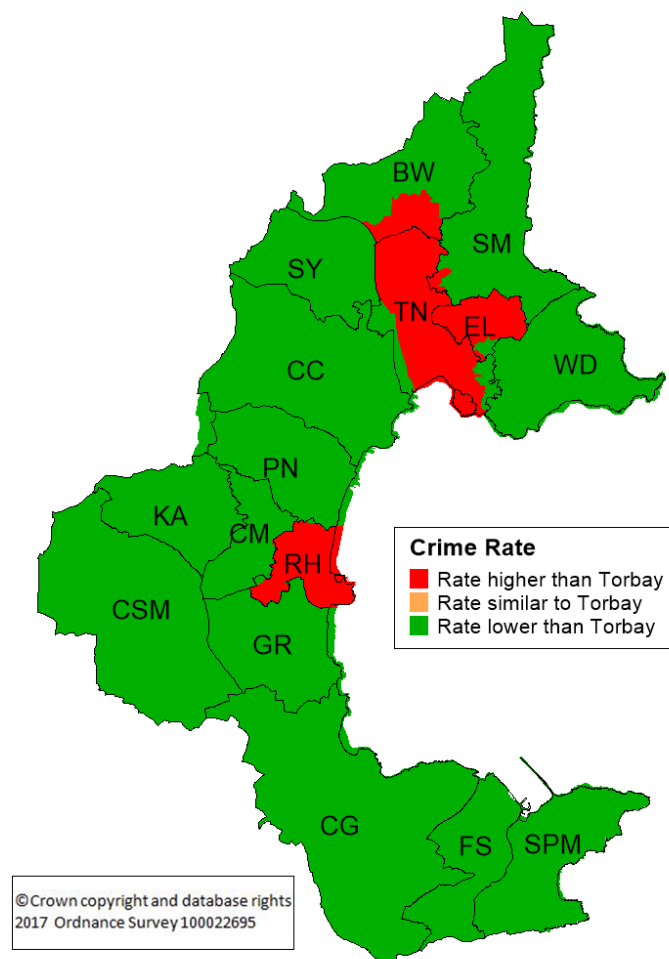 BW
SM
SY
TN
EL
WD
CC
PN
KA
CM
RH
CSM
GR
Crime Rate
Rate higher than Torbay
Rate similar to Torbay
Rate lower than Torbay
CG
FS
SPM
©Crown copyright and database rights
2017 Ordnance Survey 100022695